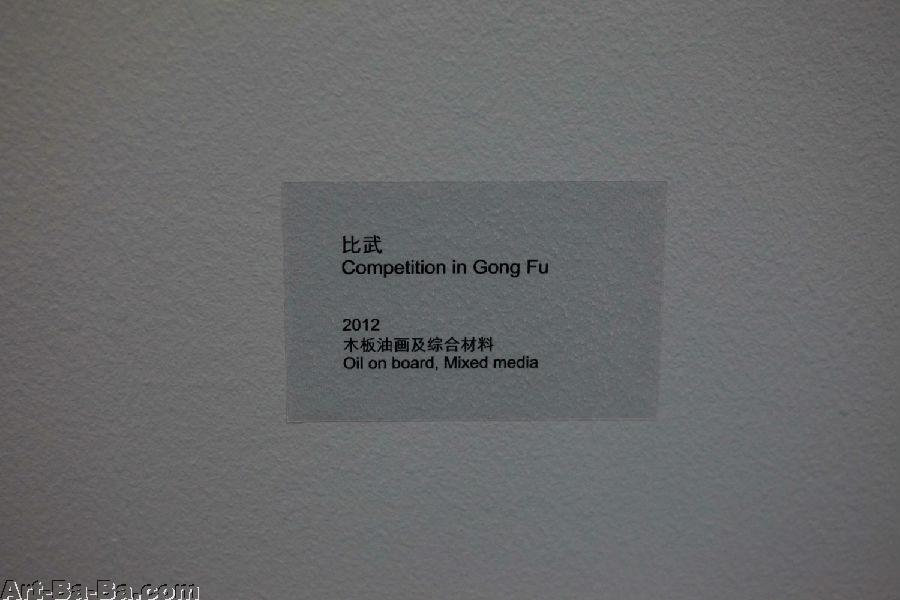 比武
Competition in Gong Fu
2012
木板油画及综合材料
Oil on board, Mixed media
Art-Ba-Ba.com